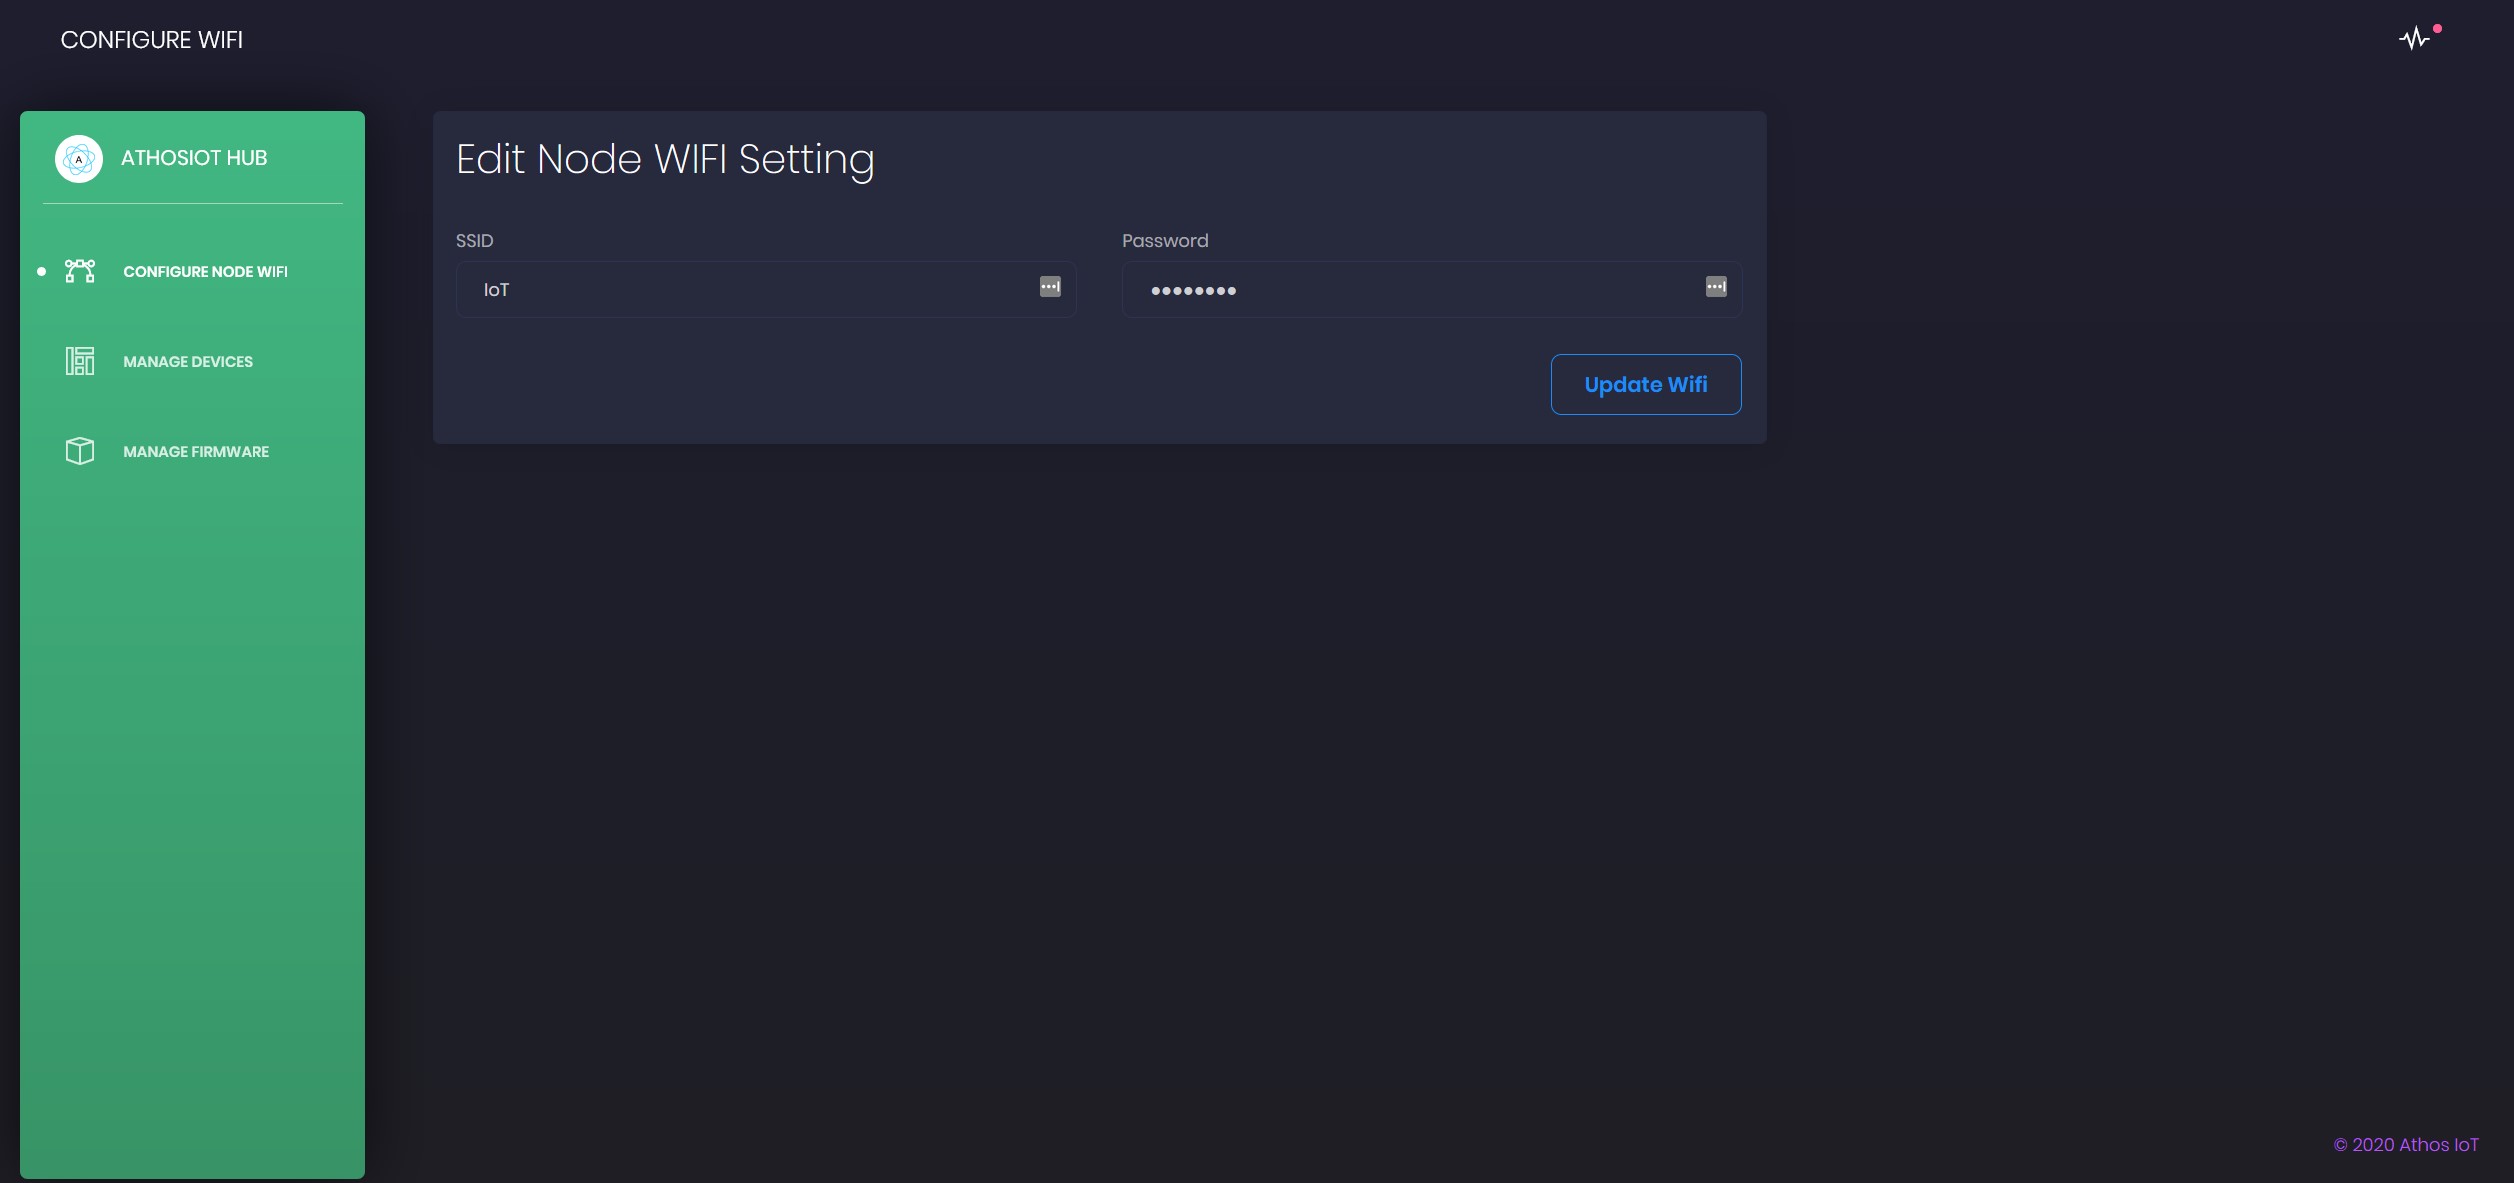 CONFIGURE WIFI
A
ATHOSIOT HUB
CONFIGURE NODE WIFI
MANAGE DEVICES
MANAGE FIRMWARE
Edit Node WIFI Setting
SSID
Password
IoT
••••••••
Update Wifi
© 2020 Athos IoT